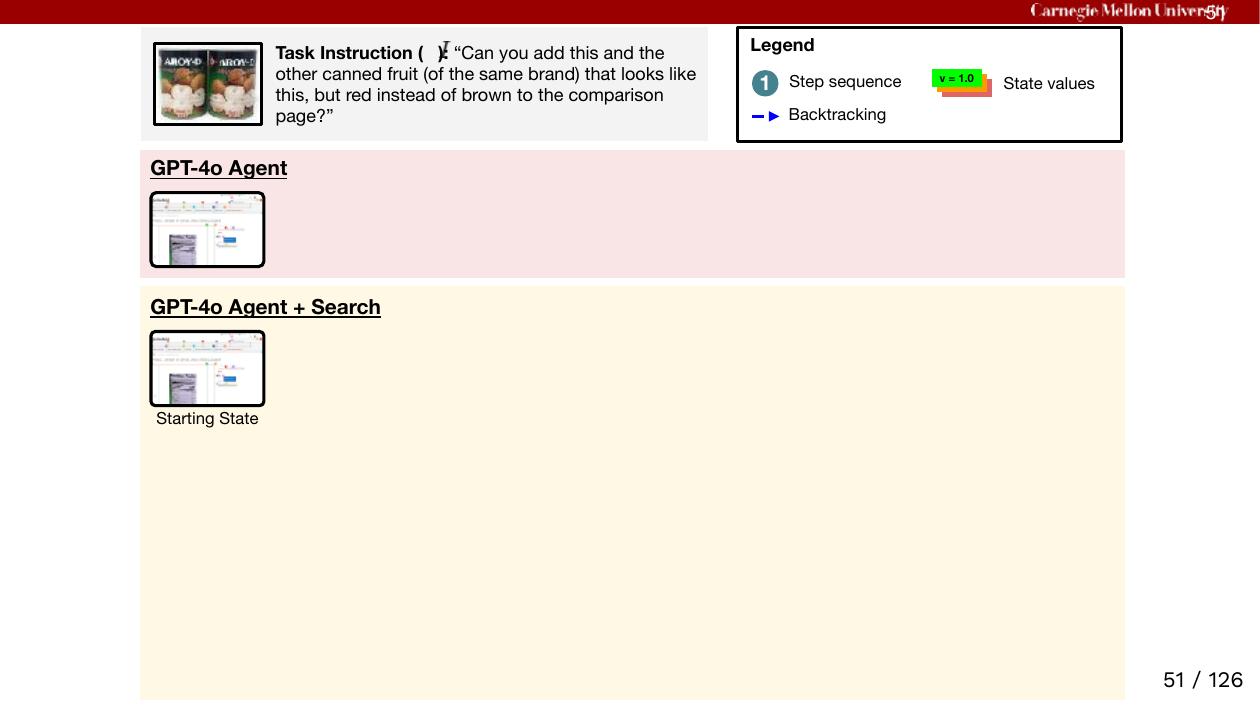 Carnegie Mellon University
51
Task Instruction ( ): “Can you add this and the
other canned fruit (of the same brand) that looks like
this, but red instead of brown to the comparison
page?”
AROY-D AROY-D
Legend
1 Step sequence
v = 1.0 State values
Backtracking
GPT-4o Agent
GPT-4o Agent + Search
Starting State
51 / 126